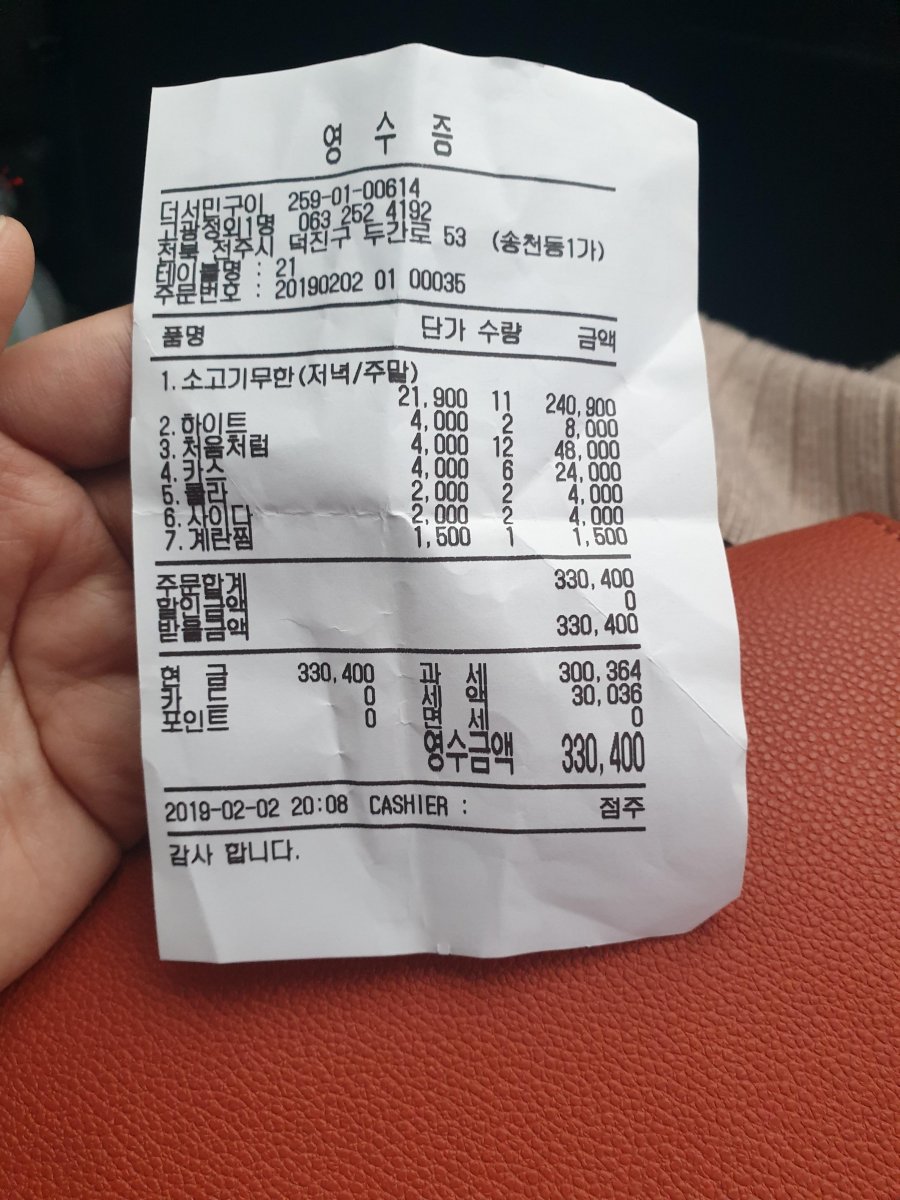 영 수 증
더서민구이 259-01-00614
고광정외1명 063 252 4192
전북 전주시 덕진구 두간로 53 (송천동1가)
테이블명 : 21
주문번호 : 20190202 01 00035
품명 단가 수량 금액
1. 소고기무한(저녁/주말)
21,900 11 240,900
2. 하이트 4,000 2 8,000
3. 처음처럼 4,000 12 48,000
4. 카스 4,000 6 24,000
5. 콜라 2,000 2 4,000
6. 사이다 2,000 2 4,000
7. 계란찜 1,500 1 1,500
주문합계 330,400
할인금액 0
받을금액 330,400
현 금 330,400 과 세 300,364
카 드 0 세 액 30,036
포인트 0 면 세 0
영수금액 330,400
2019-02-02 20:08 CASHIER : 점주
감사 합니다.